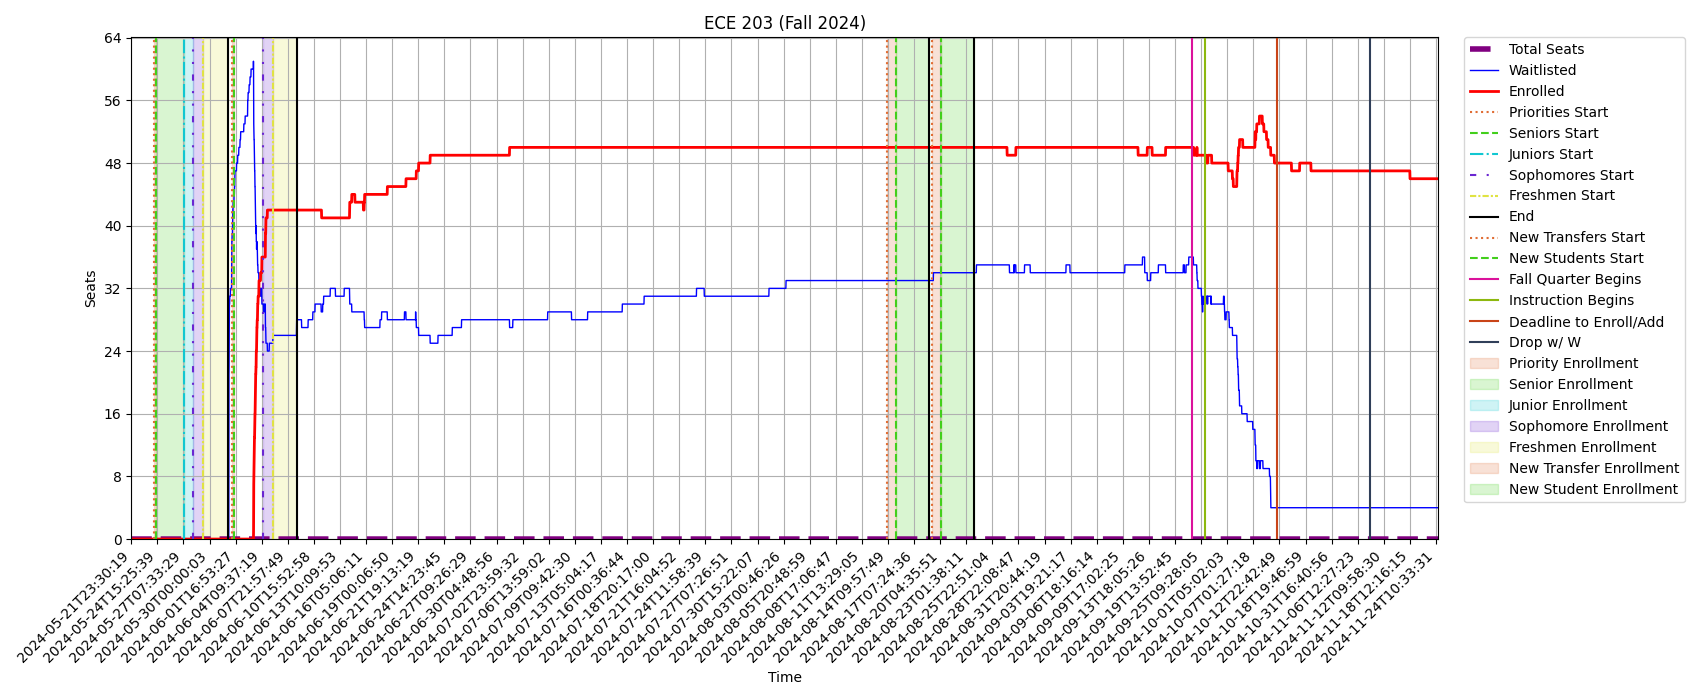 ECE 203 (Fall 2024)
Seats
64
56
48
40
32
24
16
8
0
2024-05-21T23:30:19
2024-05-24T15:25:39
2024-05-27T07:33:29
2024-05-30T00:00:03
2024-06-01T16:53:27
2024-06-04T09:37:19
2024-06-07T21:57:49
2024-06-10T15:52:58
2024-06-13T10:09:53
2024-06-16T05:06:11
2024-06-19T00:06:50
2024-06-21T19:13:19
2024-06-24T14:23:45
2024-06-27T09:26:29
2024-06-30T04:48:56
2024-07-02T23:59:32
2024-07-06T13:59:02
2024-07-09T09:42:30
2024-07-13T05:04:17
2024-07-16T00:36:44
2024-07-18T20:17:00
2024-07-21T16:04:52
2024-07-24T11:58:39
2024-07-27T07:26:51
2024-07-30T15:22:07
2024-08-03T00:46:26
2024-08-05T20:48:59
2024-08-08T17:06:47
2024-08-11T13:29:05
2024-08-14T09:57:49
2024-08-17T07:24:36
2024-08-20T04:35:51
2024-08-23T01:38:11
2024-08-25T22:51:04
2024-08-28T22:08:47
2024-08-31T20:44:19
2024-09-03T19:21:17
2024-09-06T18:16:14
2024-09-09T17:02:25
2024-09-13T18:05:26
2024-09-19T13:52:45
2024-09-25T09:28:05
2024-10-01T05:02:03
2024-10-07T01:27:18
2024-10-12T22:42:49
2024-10-18T19:46:59
2024-10-31T16:40:56
2024-11-06T12:27:23
2024-11-12T09:58:30
2024-11-18T12:16:15
2024-11-24T10:33:31
Time
Total Seats
Waitlisted
Enrolled
Priorities Start
Seniors Start
Juniors Start
Sophomores Start
Freshmen Start
End
New Transfers Start
New Students Start
Fall Quarter Begins
Instruction Begins
Deadline to Enroll/Add
Drop w/ W
Priority Enrollment
Senior Enrollment
Junior Enrollment
Sophomore Enrollment
Freshmen Enrollment
New Transfer Enrollment
New Student Enrollment